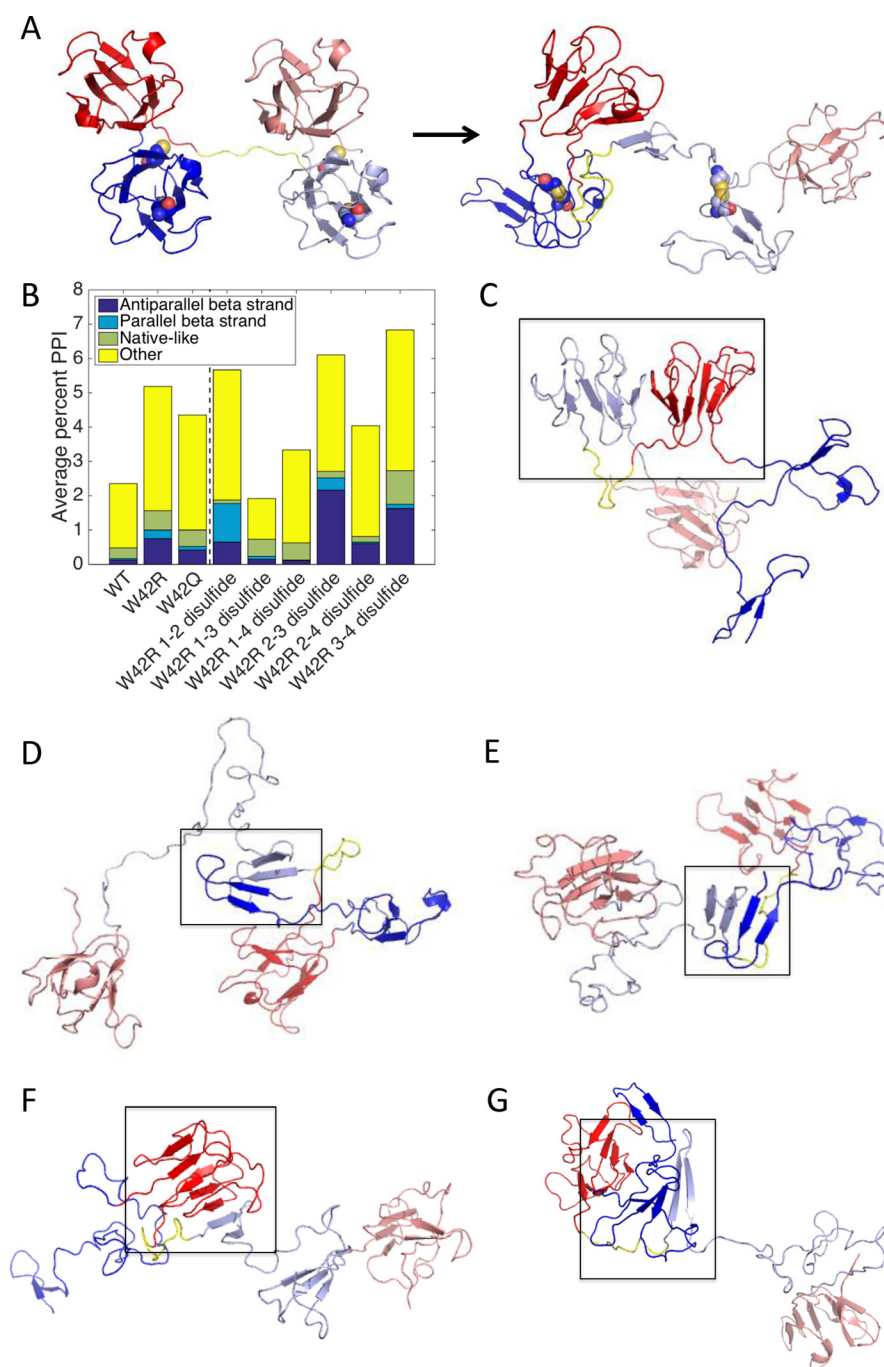 A
B
8
7
6
5
4
3
2
1
0
Average percent PPI
Antiparallel beta strand
Parallel beta strand
Native-like
Other
WT
W42R
W42Q
W42R 1-2 disulfide
W42R 1-3 disulfide
W42R 1-4 disulfide
W42R 2-3 disulfide
W42R 2-4 disulfide
W42R 3-4 disulfide
C
D
E
F
G